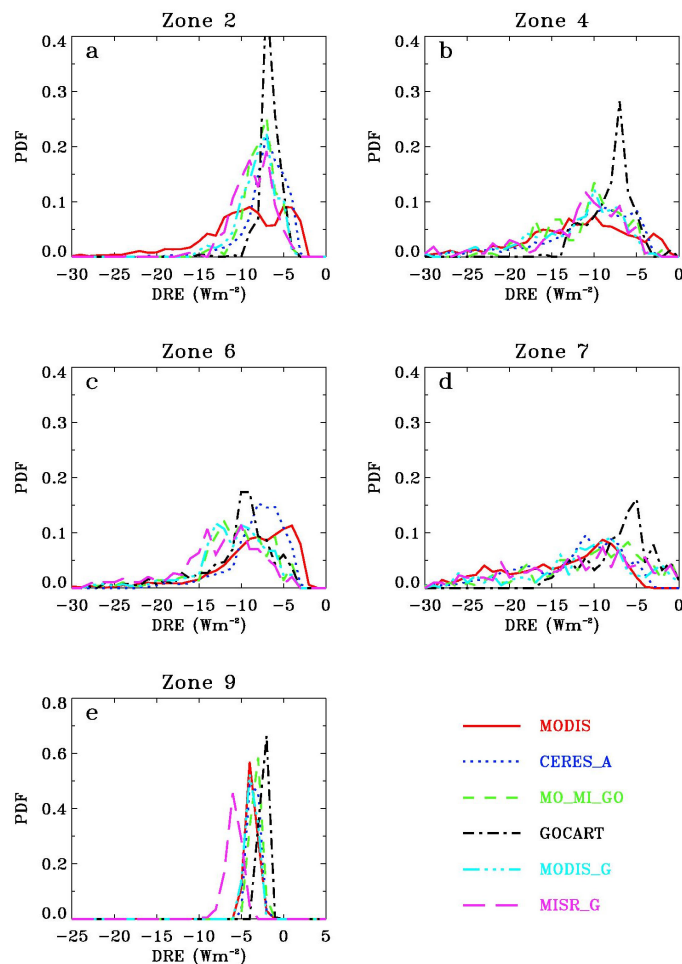 Zone 2
Zone 4
a
b
0.4
0.3
0.2
0.1
0.0
PDF
-30 -25 -20 -15 -10 -5 0
DRE (Wm⁻²)
0.4
0.3
0.2
0.1
0.0
PDF
-30 -25 -20 -15 -10 -5 0
DRE (Wm⁻²)
Zone 6
Zone 7
c
d
0.4
0.3
0.2
0.1
0.0
PDF
-30 -25 -20 -15 -10 -5 0
DRE (Wm⁻²)
0.4
0.3
0.2
0.1
0.0
PDF
-30 -25 -20 -15 -10 -5 0
DRE (Wm⁻²)
Zone 9
e
0.8
0.6
0.4
0.2
0.0
PDF
-25 -20 -15 -10 -5 0 5
DRE (Wm⁻²)
MODIS
CERES_A
MO_MI_GO
GOCART
MODIS_G
MISR_G